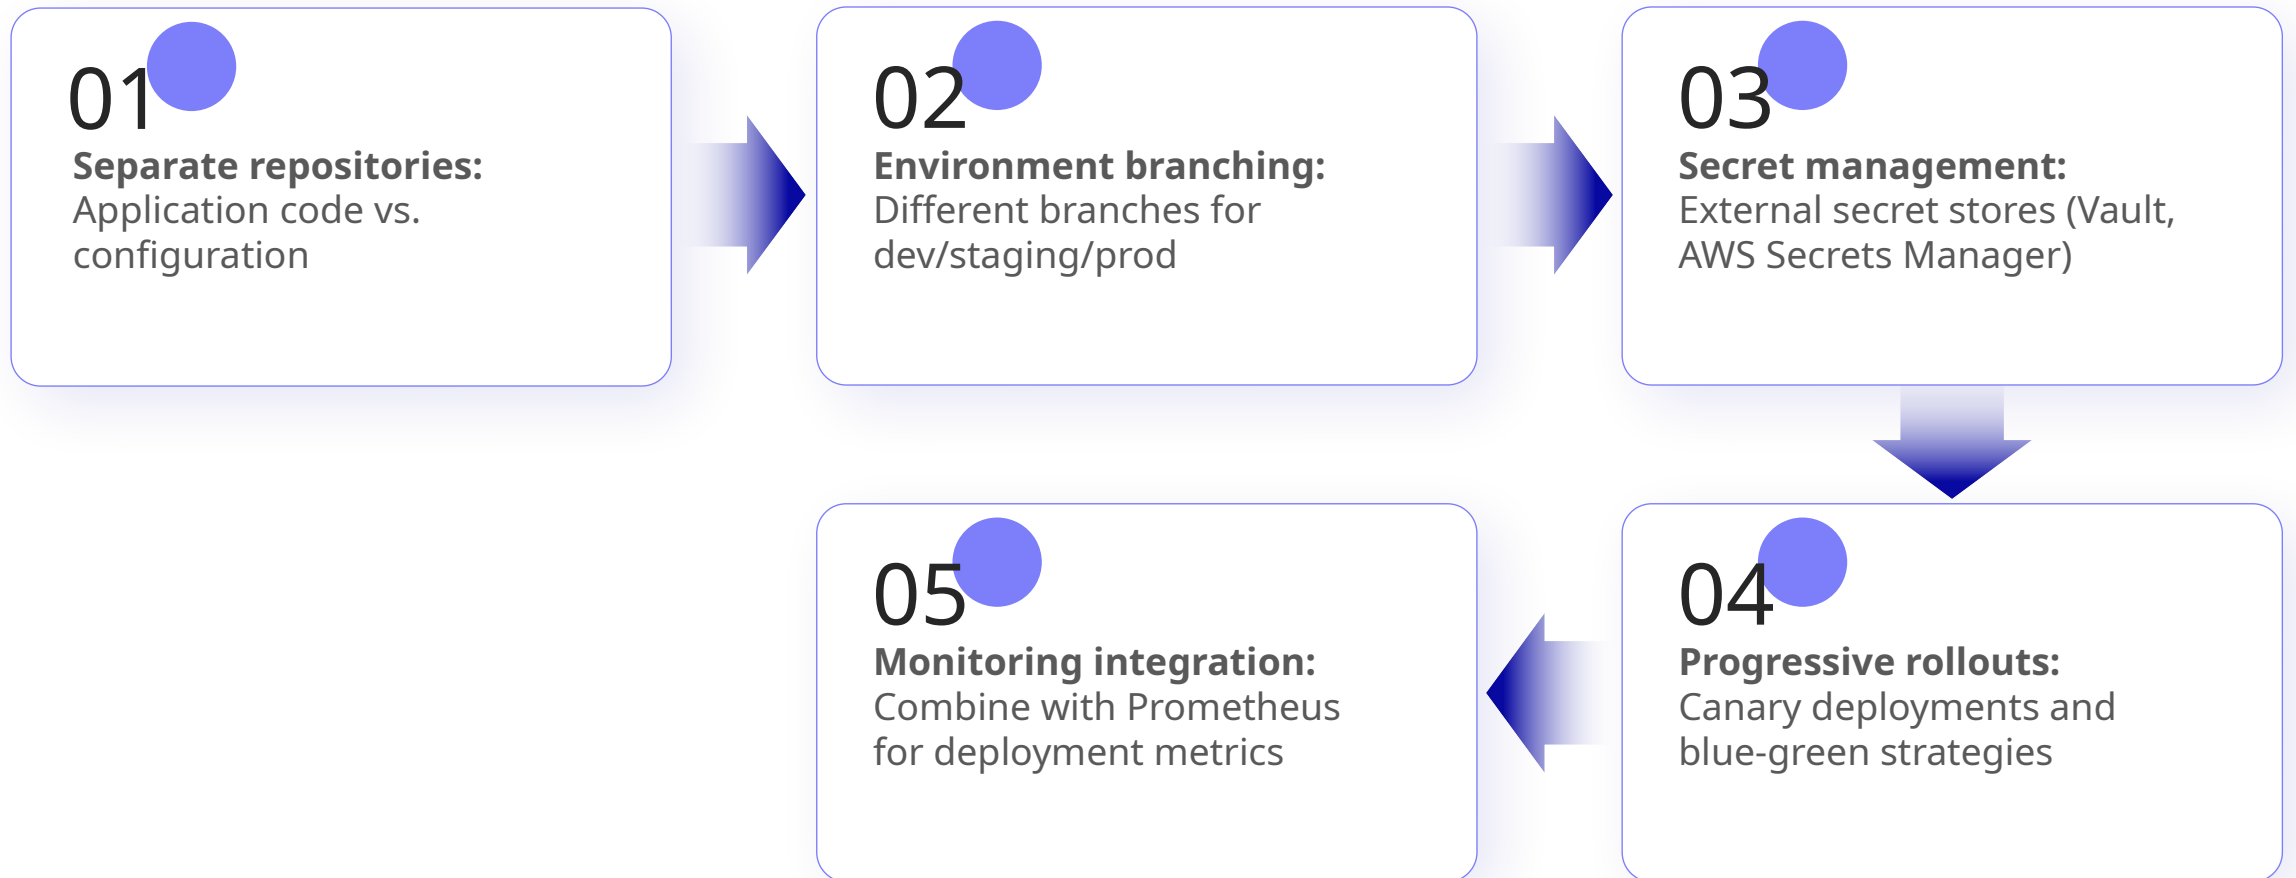 01
Separate repositories:
Application code vs.
configuration
02
Environment branching:
Different branches for
dev/staging/prod
03
Secret management:
External secret stores (Vault,
AWS Secrets Manager)
04
Progressive rollouts:
Canary deployments and
blue-green strategies
05
Monitoring integration:
Combine with Prometheus
for deployment metrics